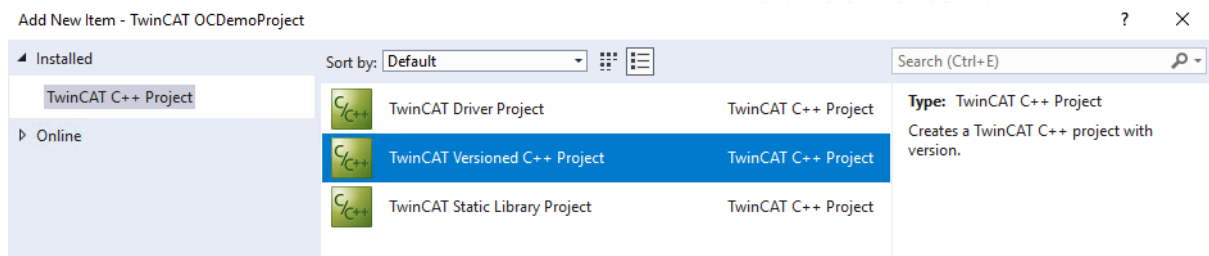 Add New Item - TwinCAT OCDemoProject ?
Installed
TwinCAT C++ Project
Online
Sort by: Default
C/C++ TwinCAT Driver Project TwinCAT C++ Project
C/C++ TwinCAT Versioned C++ Project TwinCAT C++ Project
C/C++ TwinCAT Static Library Project TwinCAT C++ Project
Search (Ctrl+E)
Type: TwinCAT C++ Project
Creates a TwinCAT C++ project with
version.